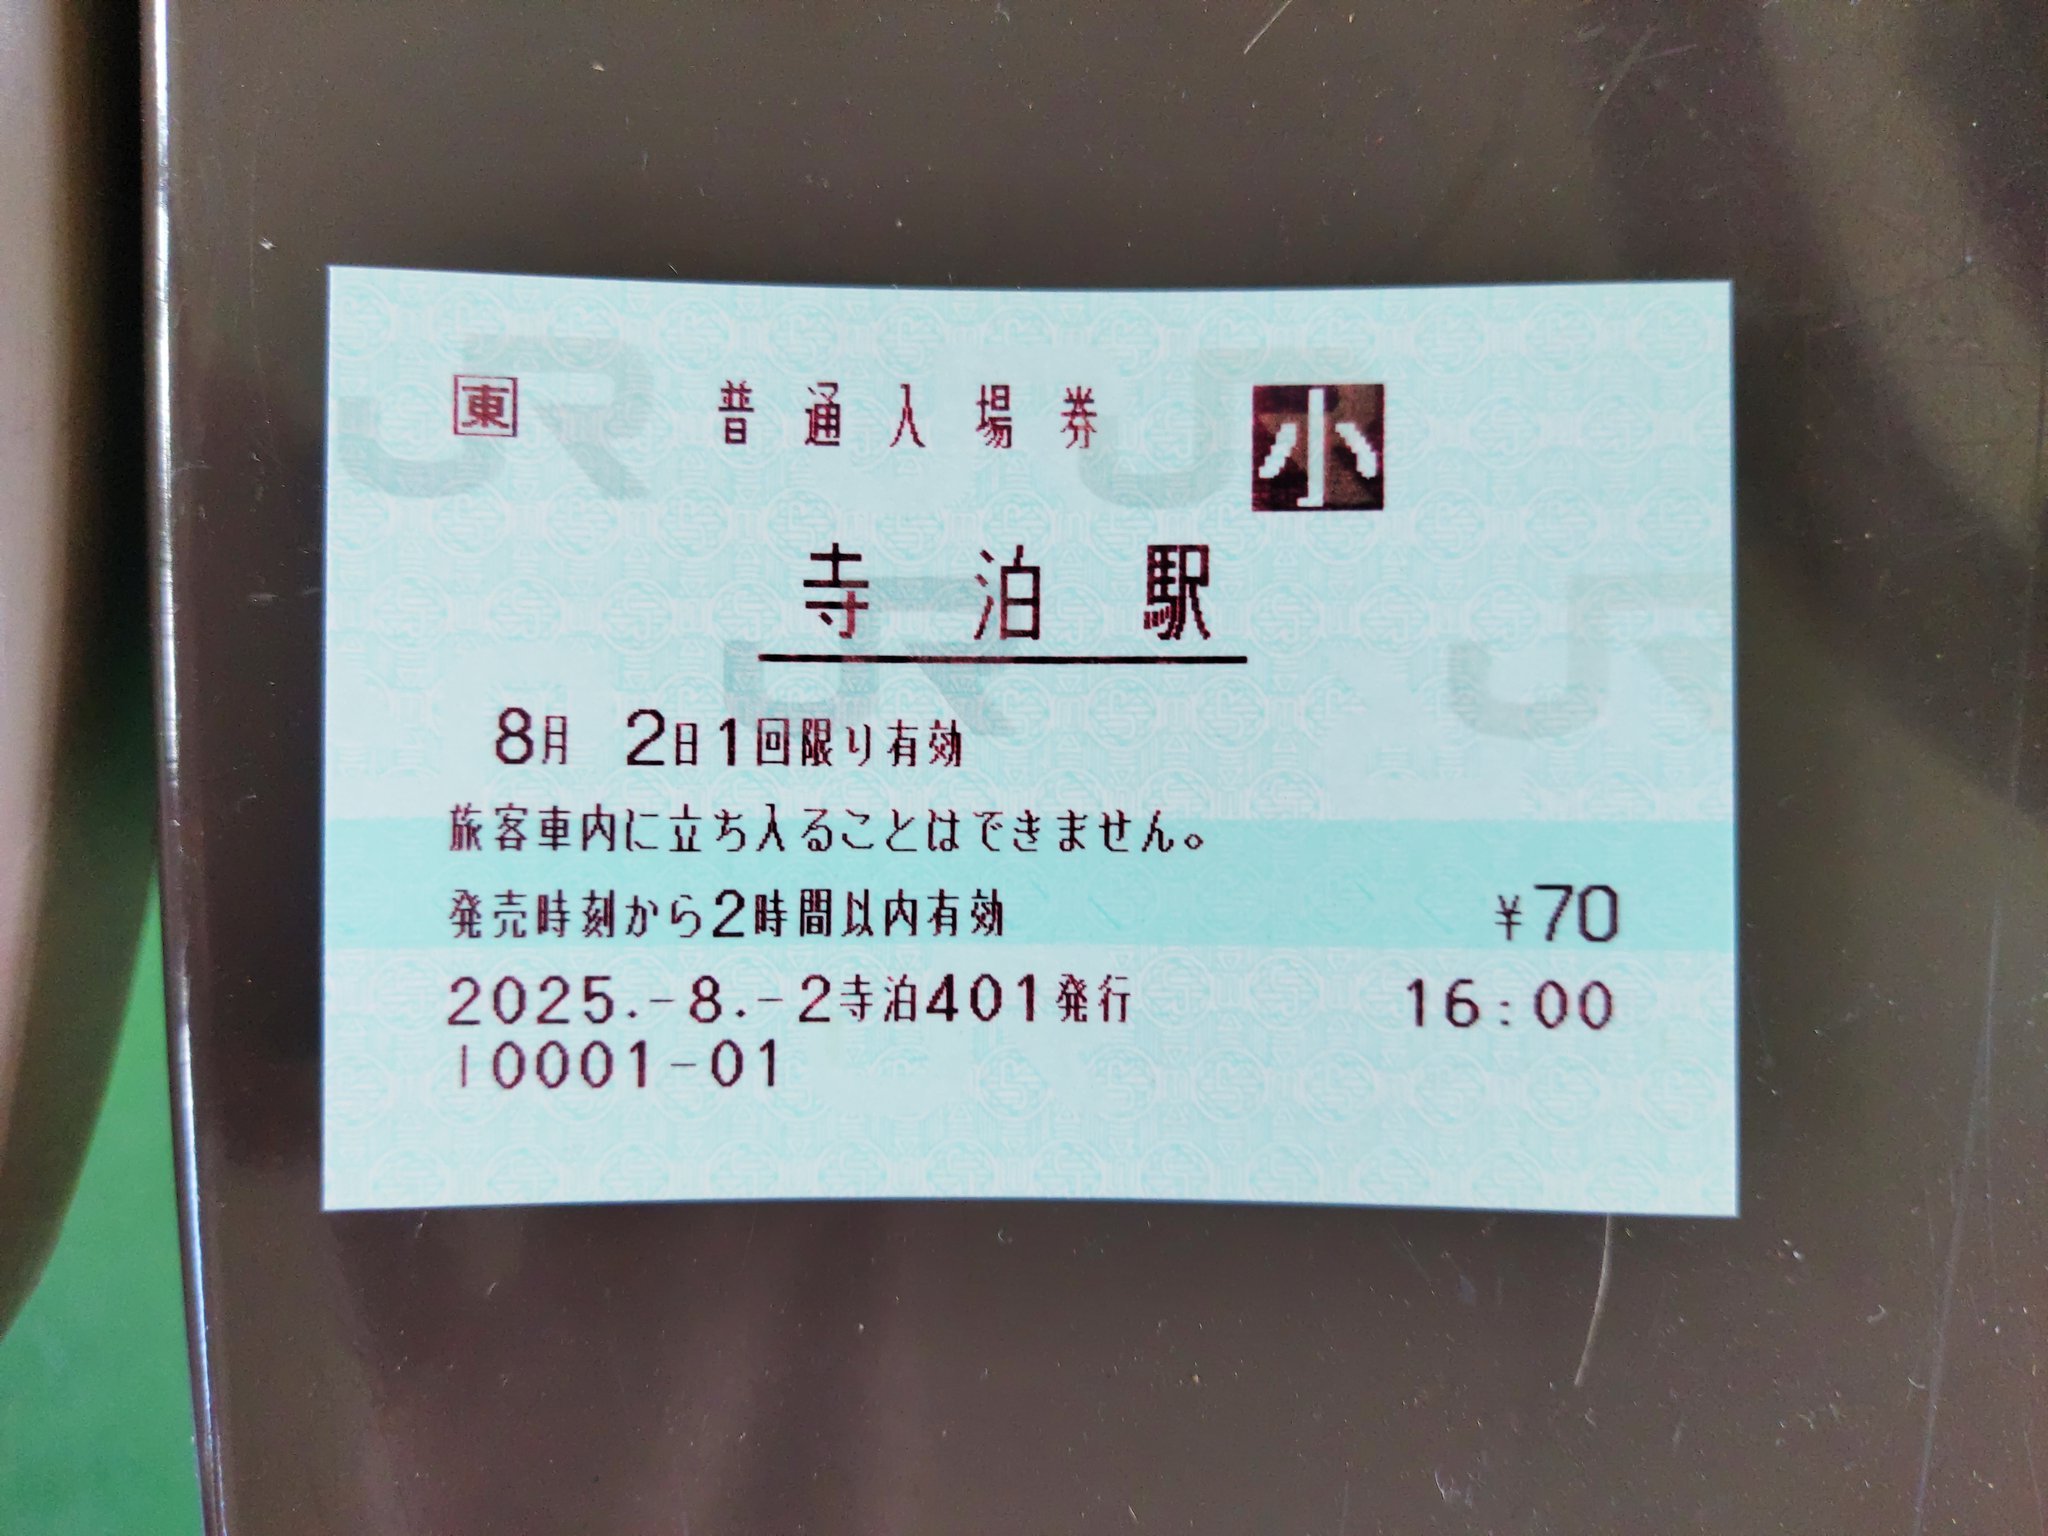 東 普通入場券 小
寺泊駅
8月 2日1回限り有効
旅客車内に立ち入ることはできません。
発売時刻から2時間以内有効 ¥70
2025.-8.-2寺泊401発行 16:00
10001-01